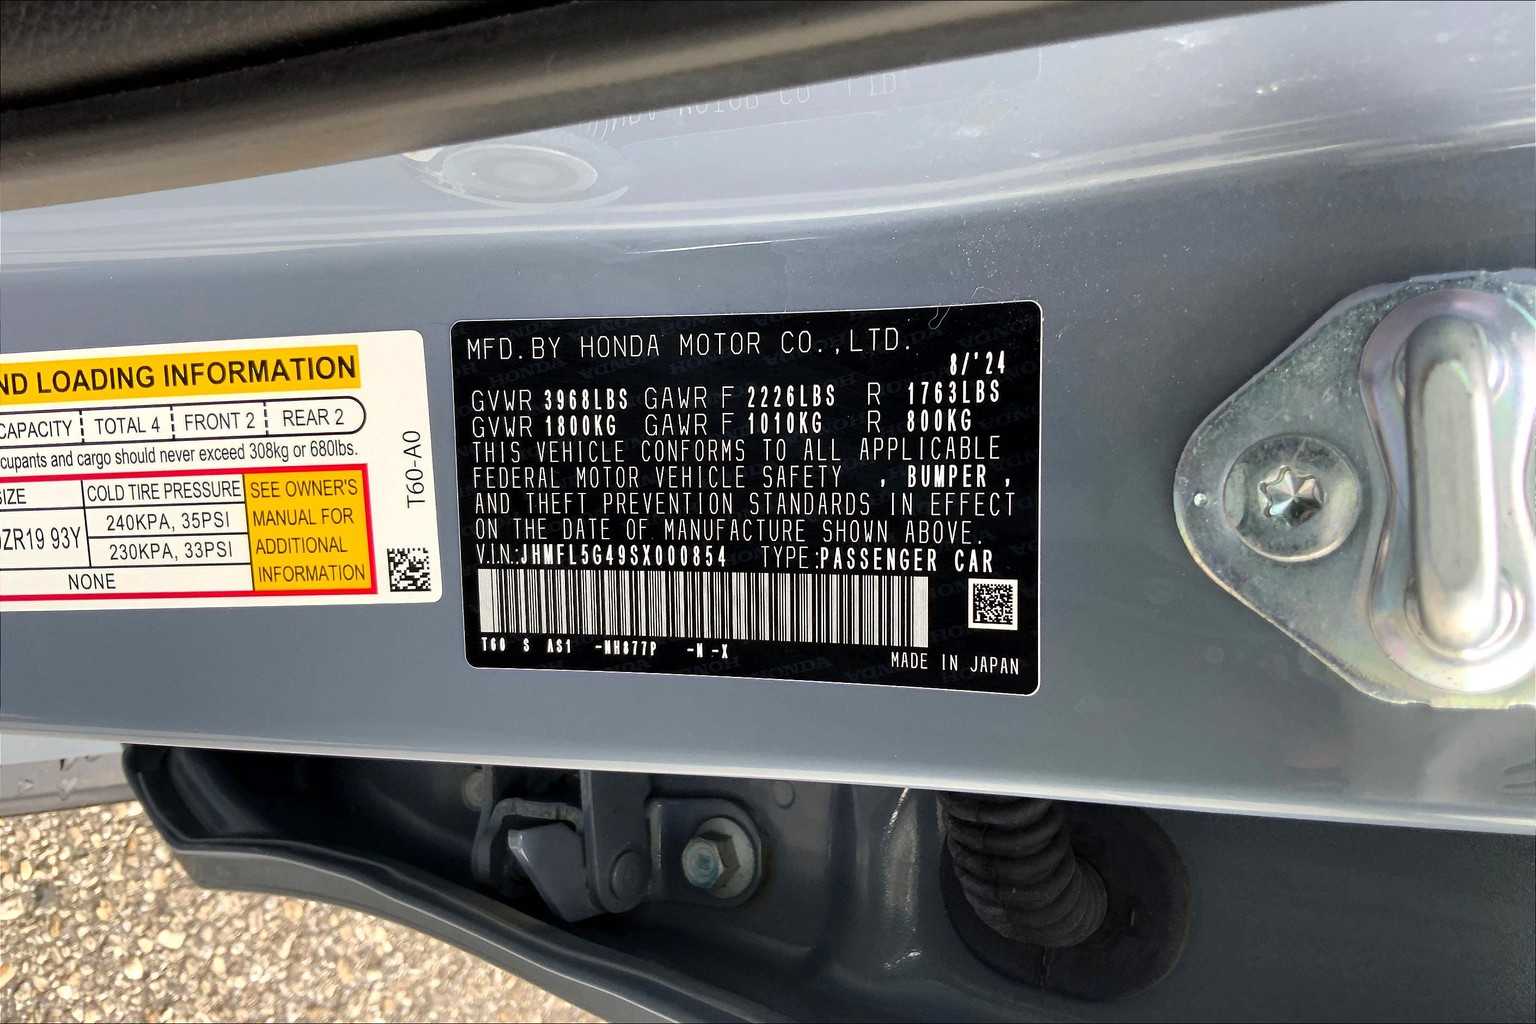 ND LOADING INFORMATION
CAPACITY TOTAL 4 FRONT 2 REAR 2
cupants and cargo should never exceed 308kg or 680lbs.
SIZE COLD TIRE PRESSURE SEE OWNER'S
240KPA, 35PSI MANUAL FOR
ZR19 93Y 230KPA, 33PSI ADDITIONAL
NONE INFORMATION
T60-A0
MFD.BY HONDA MOTOR CO.,LTD.
8/'24
GVWR 3968LBS GAWR F 2226LBS R 1763LBS
GVWR 1800KG GAWR F 1010KG R 800KG
THIS VEHICLE CONFORMS TO ALL APPLICABLE
FEDERAL MOTOR VEHICLE SAFETY , BUMPER ,
AND THEFT PREVENTION STANDARDS IN EFFECT
ON THE DATE OF MANUFACTURE SHOWN ABOVE.
V.I.N.:JHMFL5G49SX000854 TYPE:PASSENGER CAR
T60 S AS1 -NH877P -N -X
MADE IN JAPAN